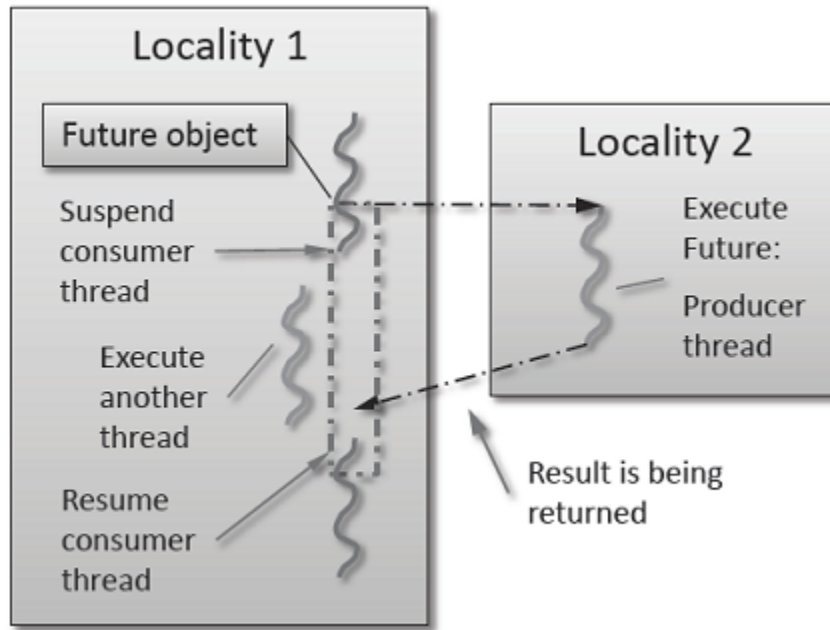 Locality 1
Future object
Suspend
consumer
thread
Execute
another
thread
Resume
consumer
thread
Locality 2
Execute
Future:
Producer
thread
Result is being
returned